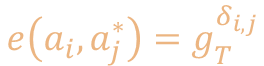 e(a_i, a_j^*) = g_T^{δ_{i,j}}